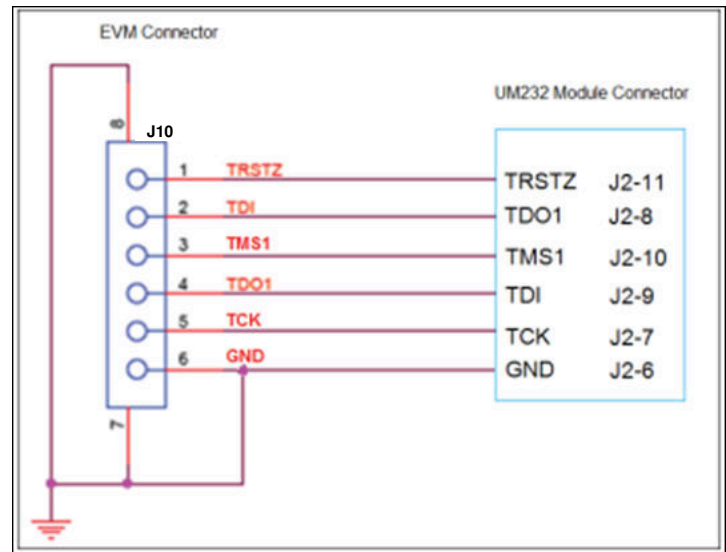 EVM Connector
UM232 Module Connector
8
J10
1 TRSTZ TRSTZ J2-11
2 TDI TDO1 J2-8
3 TMS1 TMS1 J2-10
4 TDO1 TDI J2-9
5 TCK TCK J2-7
6 GND GND J2-6
7